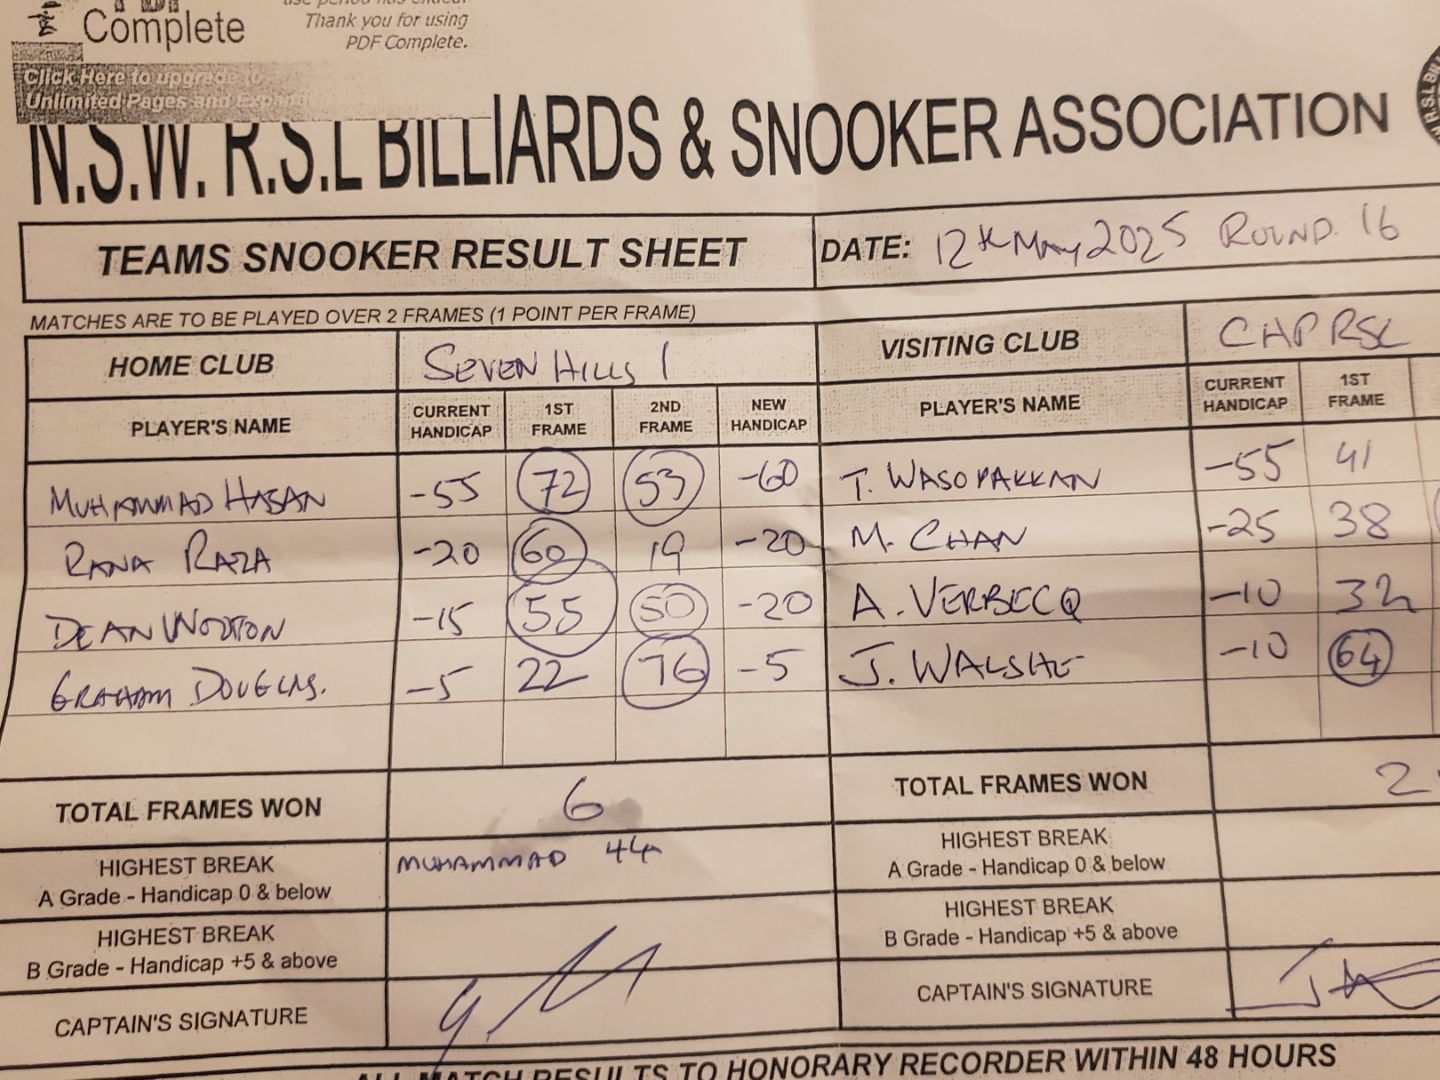 Complete
Thank you for using
PDF Complete.
Click Here to upgrade to
Unlimited Pages and Expan
N.S.W. R.S.L BILLIARDS & SNOOKER ASSOCIATION
TEAMS SNOOKER RESULT SHEET DATE: 12th May 2025 ROUND 16
MATCHES ARE TO BE PLAYED OVER 2 FRAMES (1 POINT PER FRAME)
HOME CLUB SEVEN HILLS 1 VISITING CLUB CHP RSL
PLAYER'S NAME CURRENT HANDICAP 1ST FRAME 2ND FRAME NEW HANDICAP PLAYER'S NAME CURRENT HANDICAP 1ST FRAME
MUHAMMAD HASAN -55 72 53 -60 T. WASOPAKKAN -55 41
RANA RAZA -20 60 19 -20 M. CHAN -25 38
DEAN WOTTON -15 55 50 -20 A. VERBECQ -10 32
GRAHAM DOUGLAS. -5 22 76 -5 J. WALSHE -10 64
TOTAL FRAMES WON 6 TOTAL FRAMES WON 2
HIGHEST BREAK MUHAMMAD 44 HIGHEST BREAK
A Grade - Handicap 0 & below A Grade - Handicap 0 & below
HIGHEST BREAK HIGHEST BREAK
B Grade - Handicap +5 & above B Grade - Handicap +5 & above
CAPTAIN'S SIGNATURE CAPTAIN'S SIGNATURE
ALL MATCH RESULTS TO HONORARY RECORDER WITHIN 48 HOURS